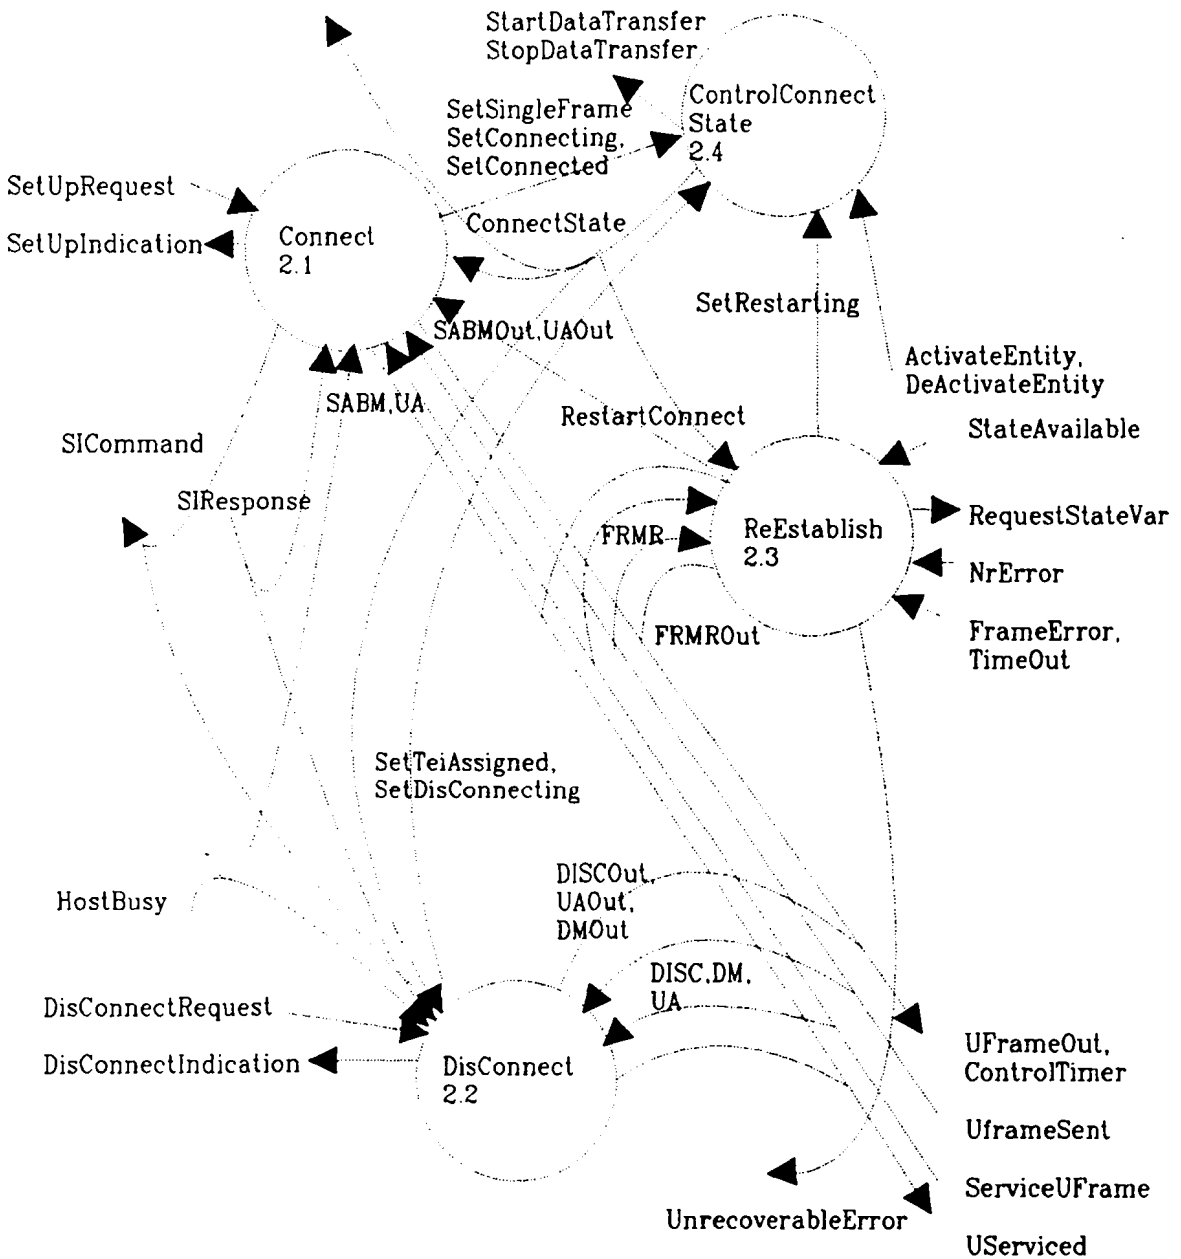 StartDataTransfer
StopDataTransfer
ControlConnect
State
2.4
SetSingleFrame
SetConnecting,
SetConnected
SetUpRequest
SetUpIndication
Connect
2.1
ConnectState
SetRestarting
SABMOut,UAOut
ActivateEntity,
DeActivateEntity
SABM,UA
RestartConnect
StateAvailable
SICommand
SIResponse
RequestStateVar
FRMR
ReEstablish
2.3
NrError
FRMROut
FrameError,
TimeOut
SetTeiAssigned,
SetDisConnecting
HostBusy
DISCOut,
UAOut,
DMOut
DISC,DM,
UA
DisConnectRequest
DisConnectIndication
DisConnect
2.2
UFrameOut,
ControlTimer
UframeSent
ServiceUFrame
UnrecoverableError
UServiced